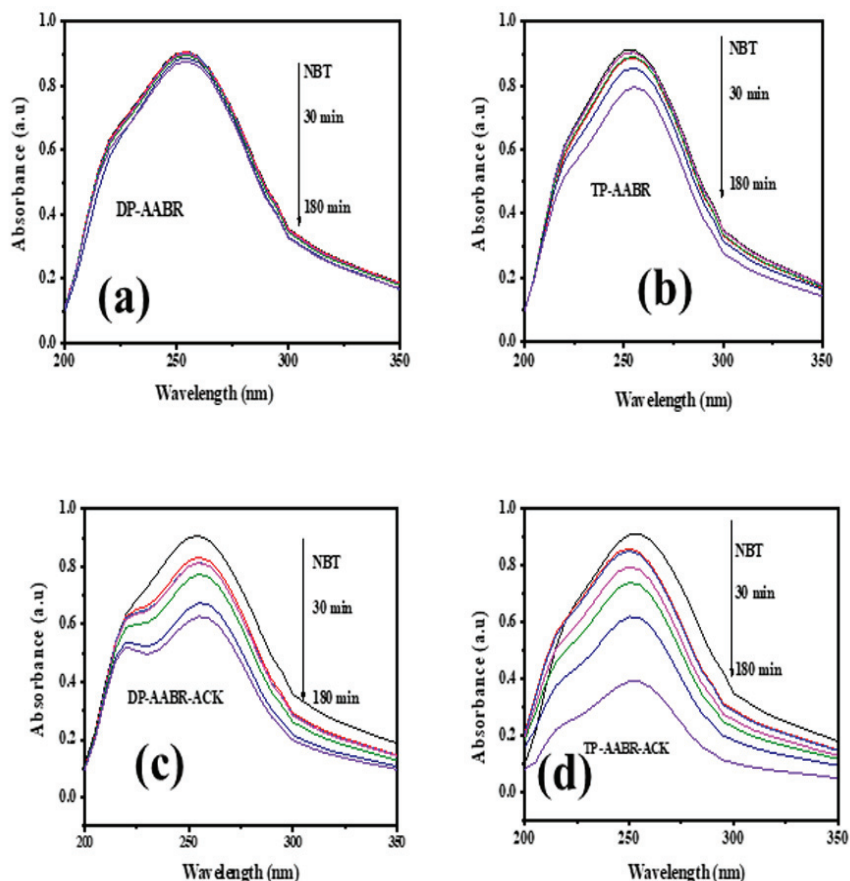 1.0
0.8
0.6
0.4
0.2
0.0
Absorbance (a.u)
NBT
30 min
180 min
DP-AABR
(a)
200 250 300 350
Wavelength (nm)
1.0
0.8
0.6
0.4
0.2
0.0
Absorbance (a.u)
NBT
30 min
180 min
TP-AABR
(b)
200 250 300 350
Wavelength (nm)
1.0
0.8
0.6
0.4
0.2
0.0
Absorbance (a.u)
NBT
30 min
180 min
DP-AABR-ACK
(c)
200 250 300 350
Wavelength (nm)
1.0
0.8
0.6
0.4
0.2
0.0
Absorbance (a.u)
NBT
30 min
180 min
TP-AABR-ACK
(d)
200 250 300 350
Wavelength (nm)